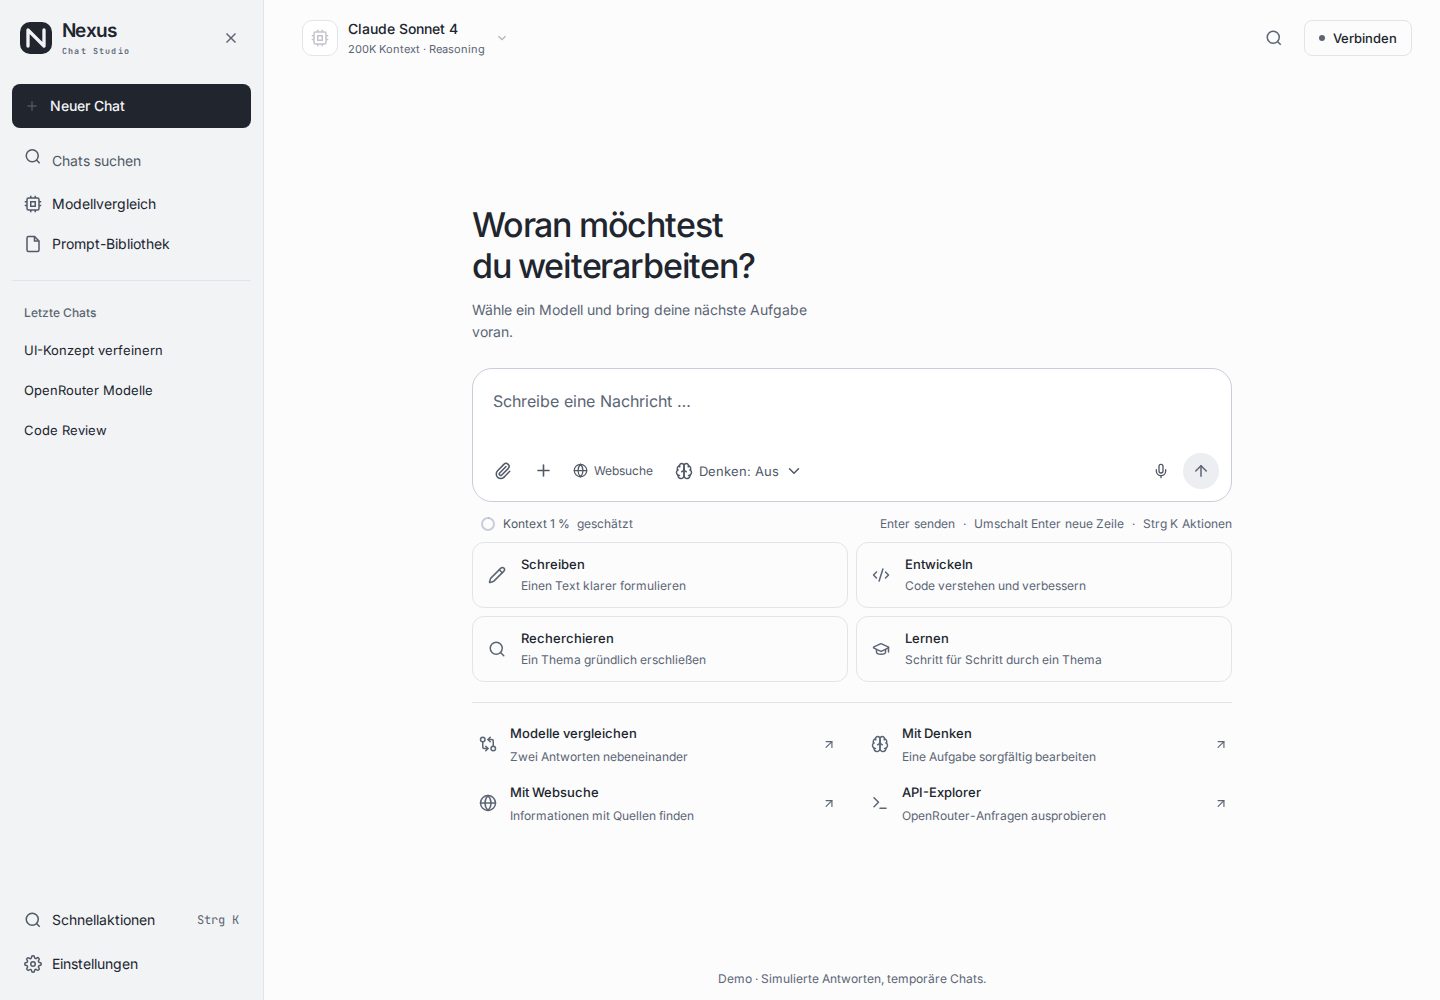 Nexus
Chat Studio
Neuer Chat
Chats suchen
Modellvergleich
Prompt-Bibliothek
Letzte Chats
UI-Konzept verfeinern
OpenRouter Modelle
Code Review
Schnellaktionen Strg K
Einstellungen
Claude Sonnet 4
200K Kontext · Reasoning
Verbinden
Woran möchtest
du weiterarbeiten?
Wähle ein Modell und bring deine nächste Aufgabe
voran.
Schreibe eine Nachricht ...
Websuche Denken: Aus
Kontext 1 % geschätzt Enter senden · Umschalt Enter neue Zeile · Strg K Aktionen
Schreiben
Einen Text klarer formulieren
Entwickeln
Code verstehen und verbessern
Recherchieren
Ein Thema gründlich erschließen
Lernen
Schritt für Schritt durch ein Thema
Modelle vergleichen
Zwei Antworten nebeneinander
Mit Denken
Eine Aufgabe sorgfältig bearbeiten
Mit Websuche
Informationen mit Quellen finden
API-Explorer
OpenRouter-Anfragen ausprobieren
Demo · Simulierte Antworten, temporäre Chats.